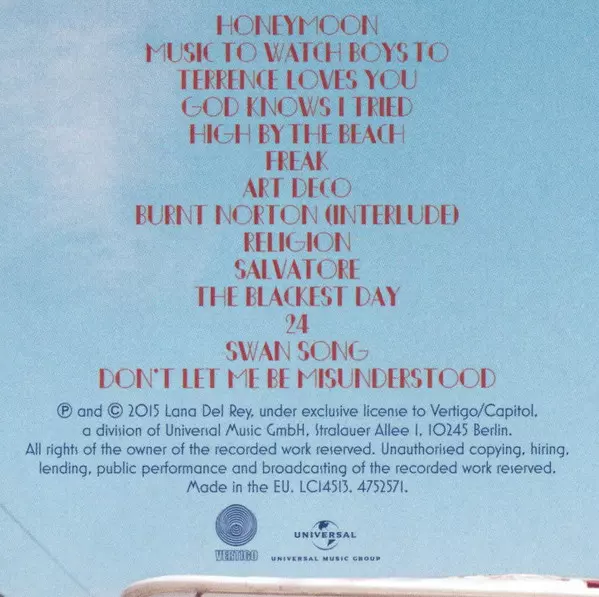 HONEYMOON
MUSIC TO WATCH BOYS TO
TERRENCE LOVES YOU
GOD KNOWS I TRIED
HIGH BY THE BEACH
FREAK
ART DECO
BURNT NORTON (INTERLUDE)
RELIGION
SALVATORE
THE BLACKEST DAY
24
SWAN SONG
DON'T LET ME BE MISUNDERSTOOD
℗ and © 2015 Lana Del Rey, under exclusive license to Vertigo/Capitol,
a division of Universal Music GmbH, Stralauer Allee 1, 10245 Berlin.
All rights of the owner of the recorded work reserved. Unauthorised copying, hiring,
lending, public performance and broadcasting of the recorded work reserved.
Made in the EU. LC14513. 4752571.
VERTIGO
UNIVERSAL
UNIVERSAL MUSIC GROUP